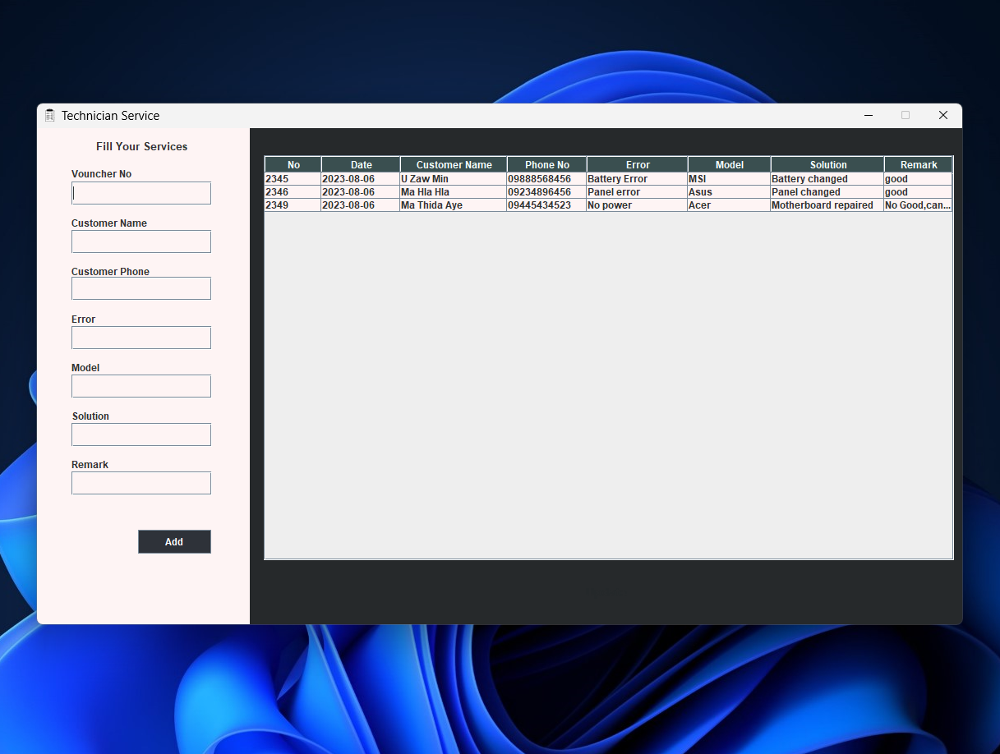 Technician Service
Fill Your Services
Vouncher No
Customer Name
Customer Phone
Error
Model
Solution
Remark
Add
No Date Customer Name Phone No Error Model Solution Remark
2345 2023-08-06 U Zaw Min 09888568456 Battery Error MSI Battery changed good
2346 2023-08-06 Ma Hla Hla 09234896456 Panel error Asus Panel changed good
2349 2023-08-06 Ma Thida Aye 09445434523 No power Acer Motherboard repaired No Good,can...